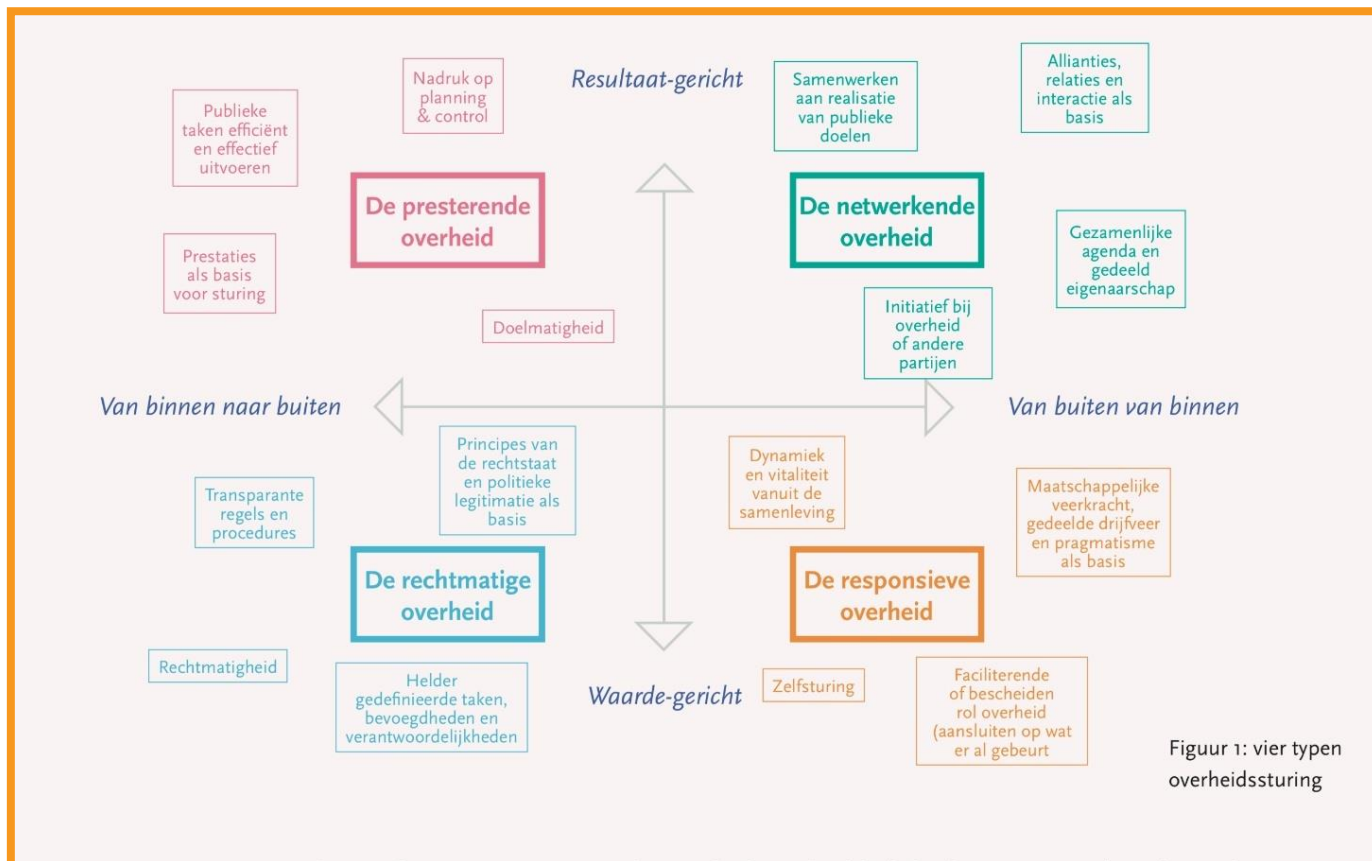 Resultaat-gericht
Nadruk op
planning
& control
Publieke
taken efficiënt
en effectief
uitvoeren
De presterende
overheid
Prestaties
als basis
voor sturing
Doelmatigheid
Samenwerken
aan realisatie
van publieke
doelen
Allianties,
relaties en
interactie als
basis
De netwerkende
overheid
Gezamenlijke
agenda en
gedeeld
eigenaarschap
Initiatief bij
overheid
of andere
partijen
Van binnen naar buiten
Van buiten van binnen
Principes van
de rechtstaat
en politieke
legitimatie als
basis
Transparante
regels en
procedures
De rechtmatige
overheid
Rechtmatigheid
Helder
gedefinieerde taken,
bevoegdheden en
verantwoordelijkheden
Dynamiek
en vitaliteit
vanuit de
samenleving
Maatschappelijke
veerkracht,
gedeelde drijfveer
en pragmatisme
als basis
De responsieve
overheid
Zelfsturing
Faciliterende
of bescheiden
rol overheid
(aansluiten op wat
er al gebeurt
Waarde-gericht
Figuur 1: vier typen
overheidssturing